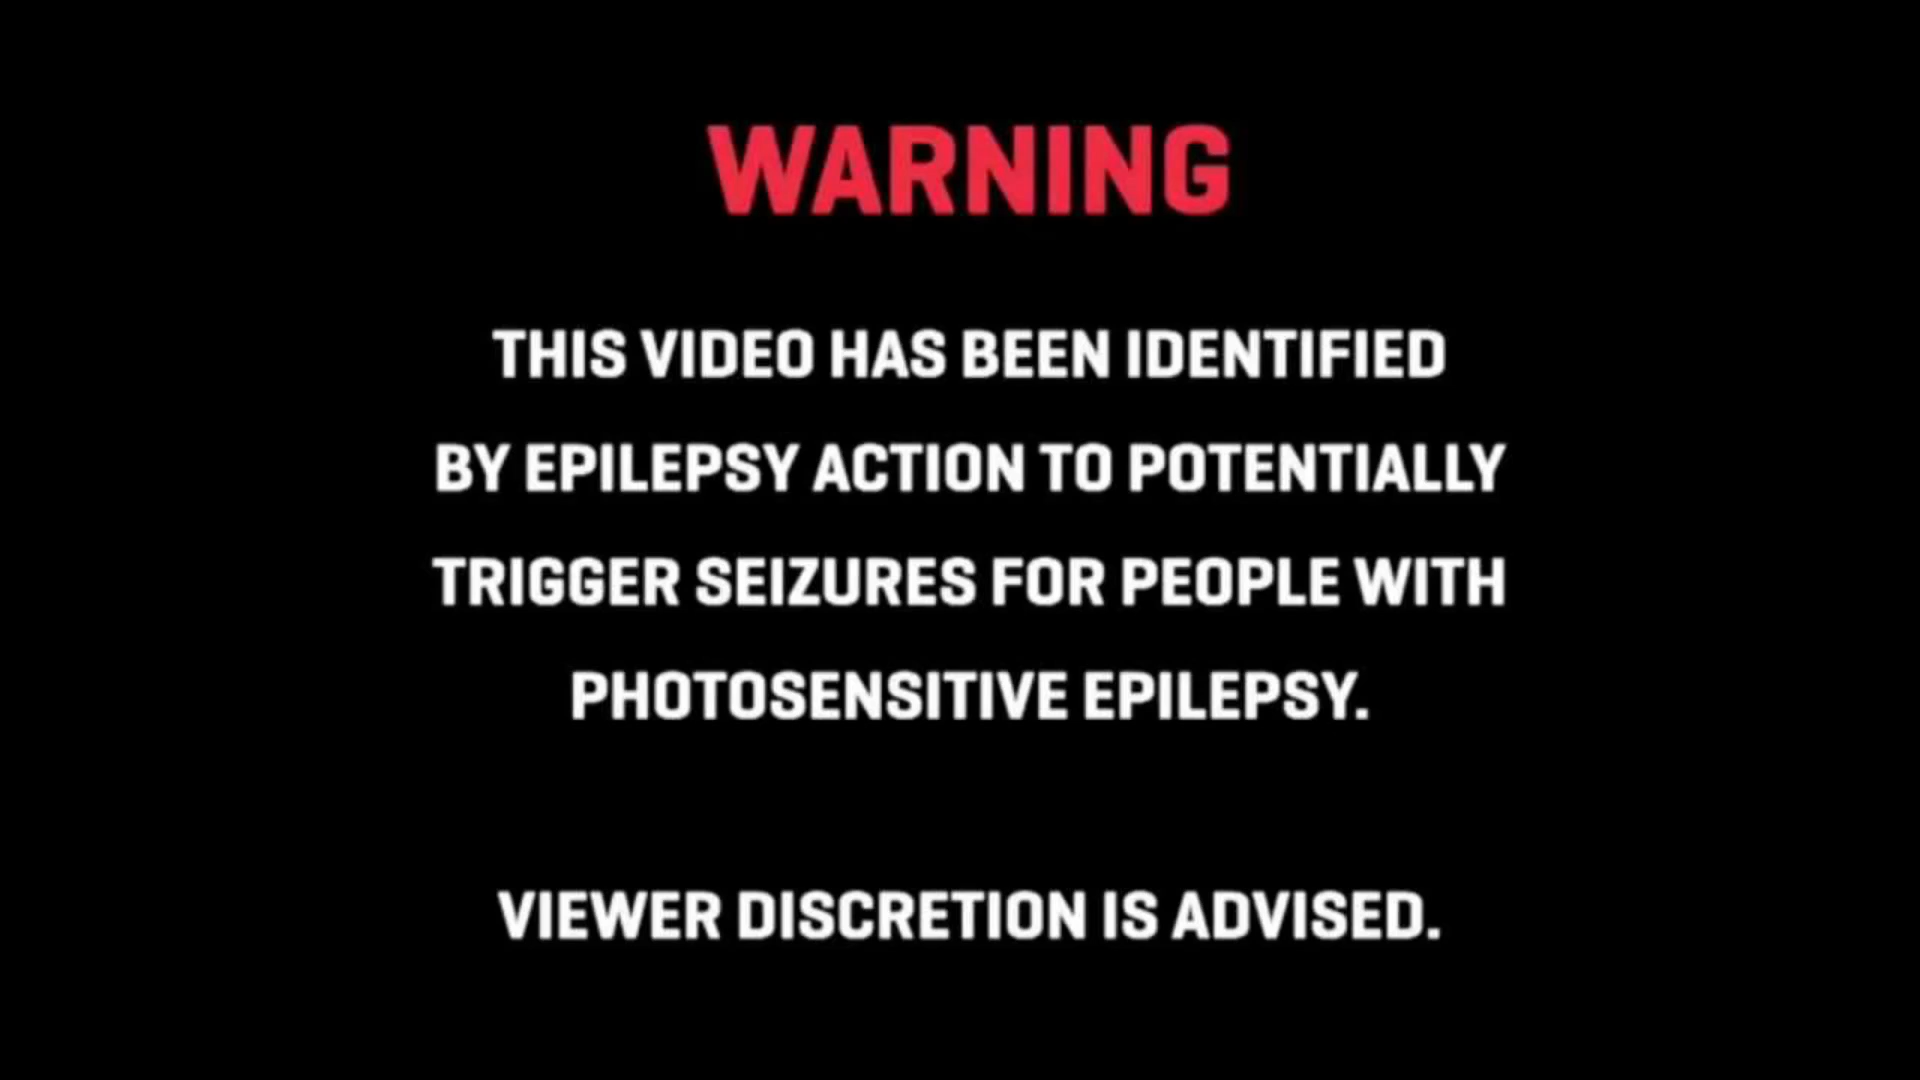 WARNING
THIS VIDEO HAS BEEN IDENTIFIED
BY EPILEPSY ACTION TO POTENTIALLY
TRIGGER SEIZURES FOR PEOPLE WITH
PHOTOSENSITIVE EPILEPSY.
VIEWER DISCRETION IS ADVISED.